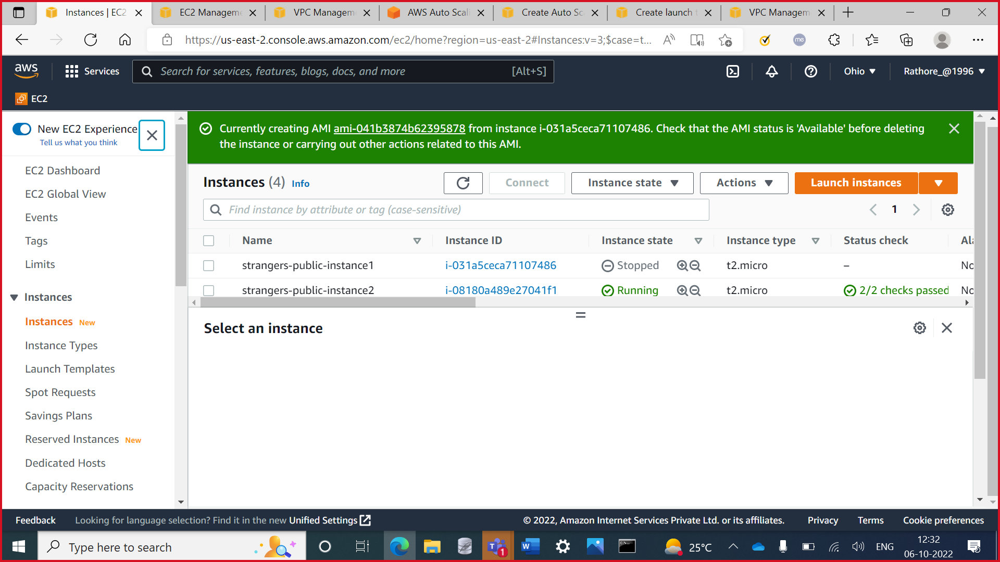 Instances | EC2
EC2 Manageme
VPC Managem
AWS Auto Scali
Create Auto Sc
Create launch t
VPC Managem
https://us-east-2.console.aws.amazon.com/ec2/home?region=us-east-2#Instances:v=3;$case=t...
me
aws
Services
Search for services, features, blogs, docs, and more
[Alt+S]
Ohio
Rathore_@1996
EC2
New EC2 Experience
Tell us what you think
EC2 Dashboard
EC2 Global View
Events
Tags
Limits
Instances
Instances New
Instance Types
Launch Templates
Spot Requests
Savings Plans
Reserved Instances New
Dedicated Hosts
Capacity Reservations
Currently creating AMI ami-041b3874b62395878 from instance i-031a5ceca71107486. Check that the AMI status is 'Available' before deleting
the instance or carrying out other actions related to this AMI.
Instances (4) Info
Connect
Instance state
Actions
Launch instances
Find instance by attribute or tag (case-sensitive)
1
Name Instance ID Instance state Instance type Status check Ala
strangers-public-instance1 i-031a5ceca71107486 Stopped t2.micro – No
strangers-public-instance2 i-08180a489e27041f1 Running t2.micro 2/2 checks passed No
Select an instance
Feedback
Looking for language selection? Find it in the new Unified Settings
© 2022, Amazon Internet Services Private Ltd. or its affiliates.
Privacy
Terms
Cookie preferences
Type here to search
1
25°C
ENG
12:32
06-10-2022